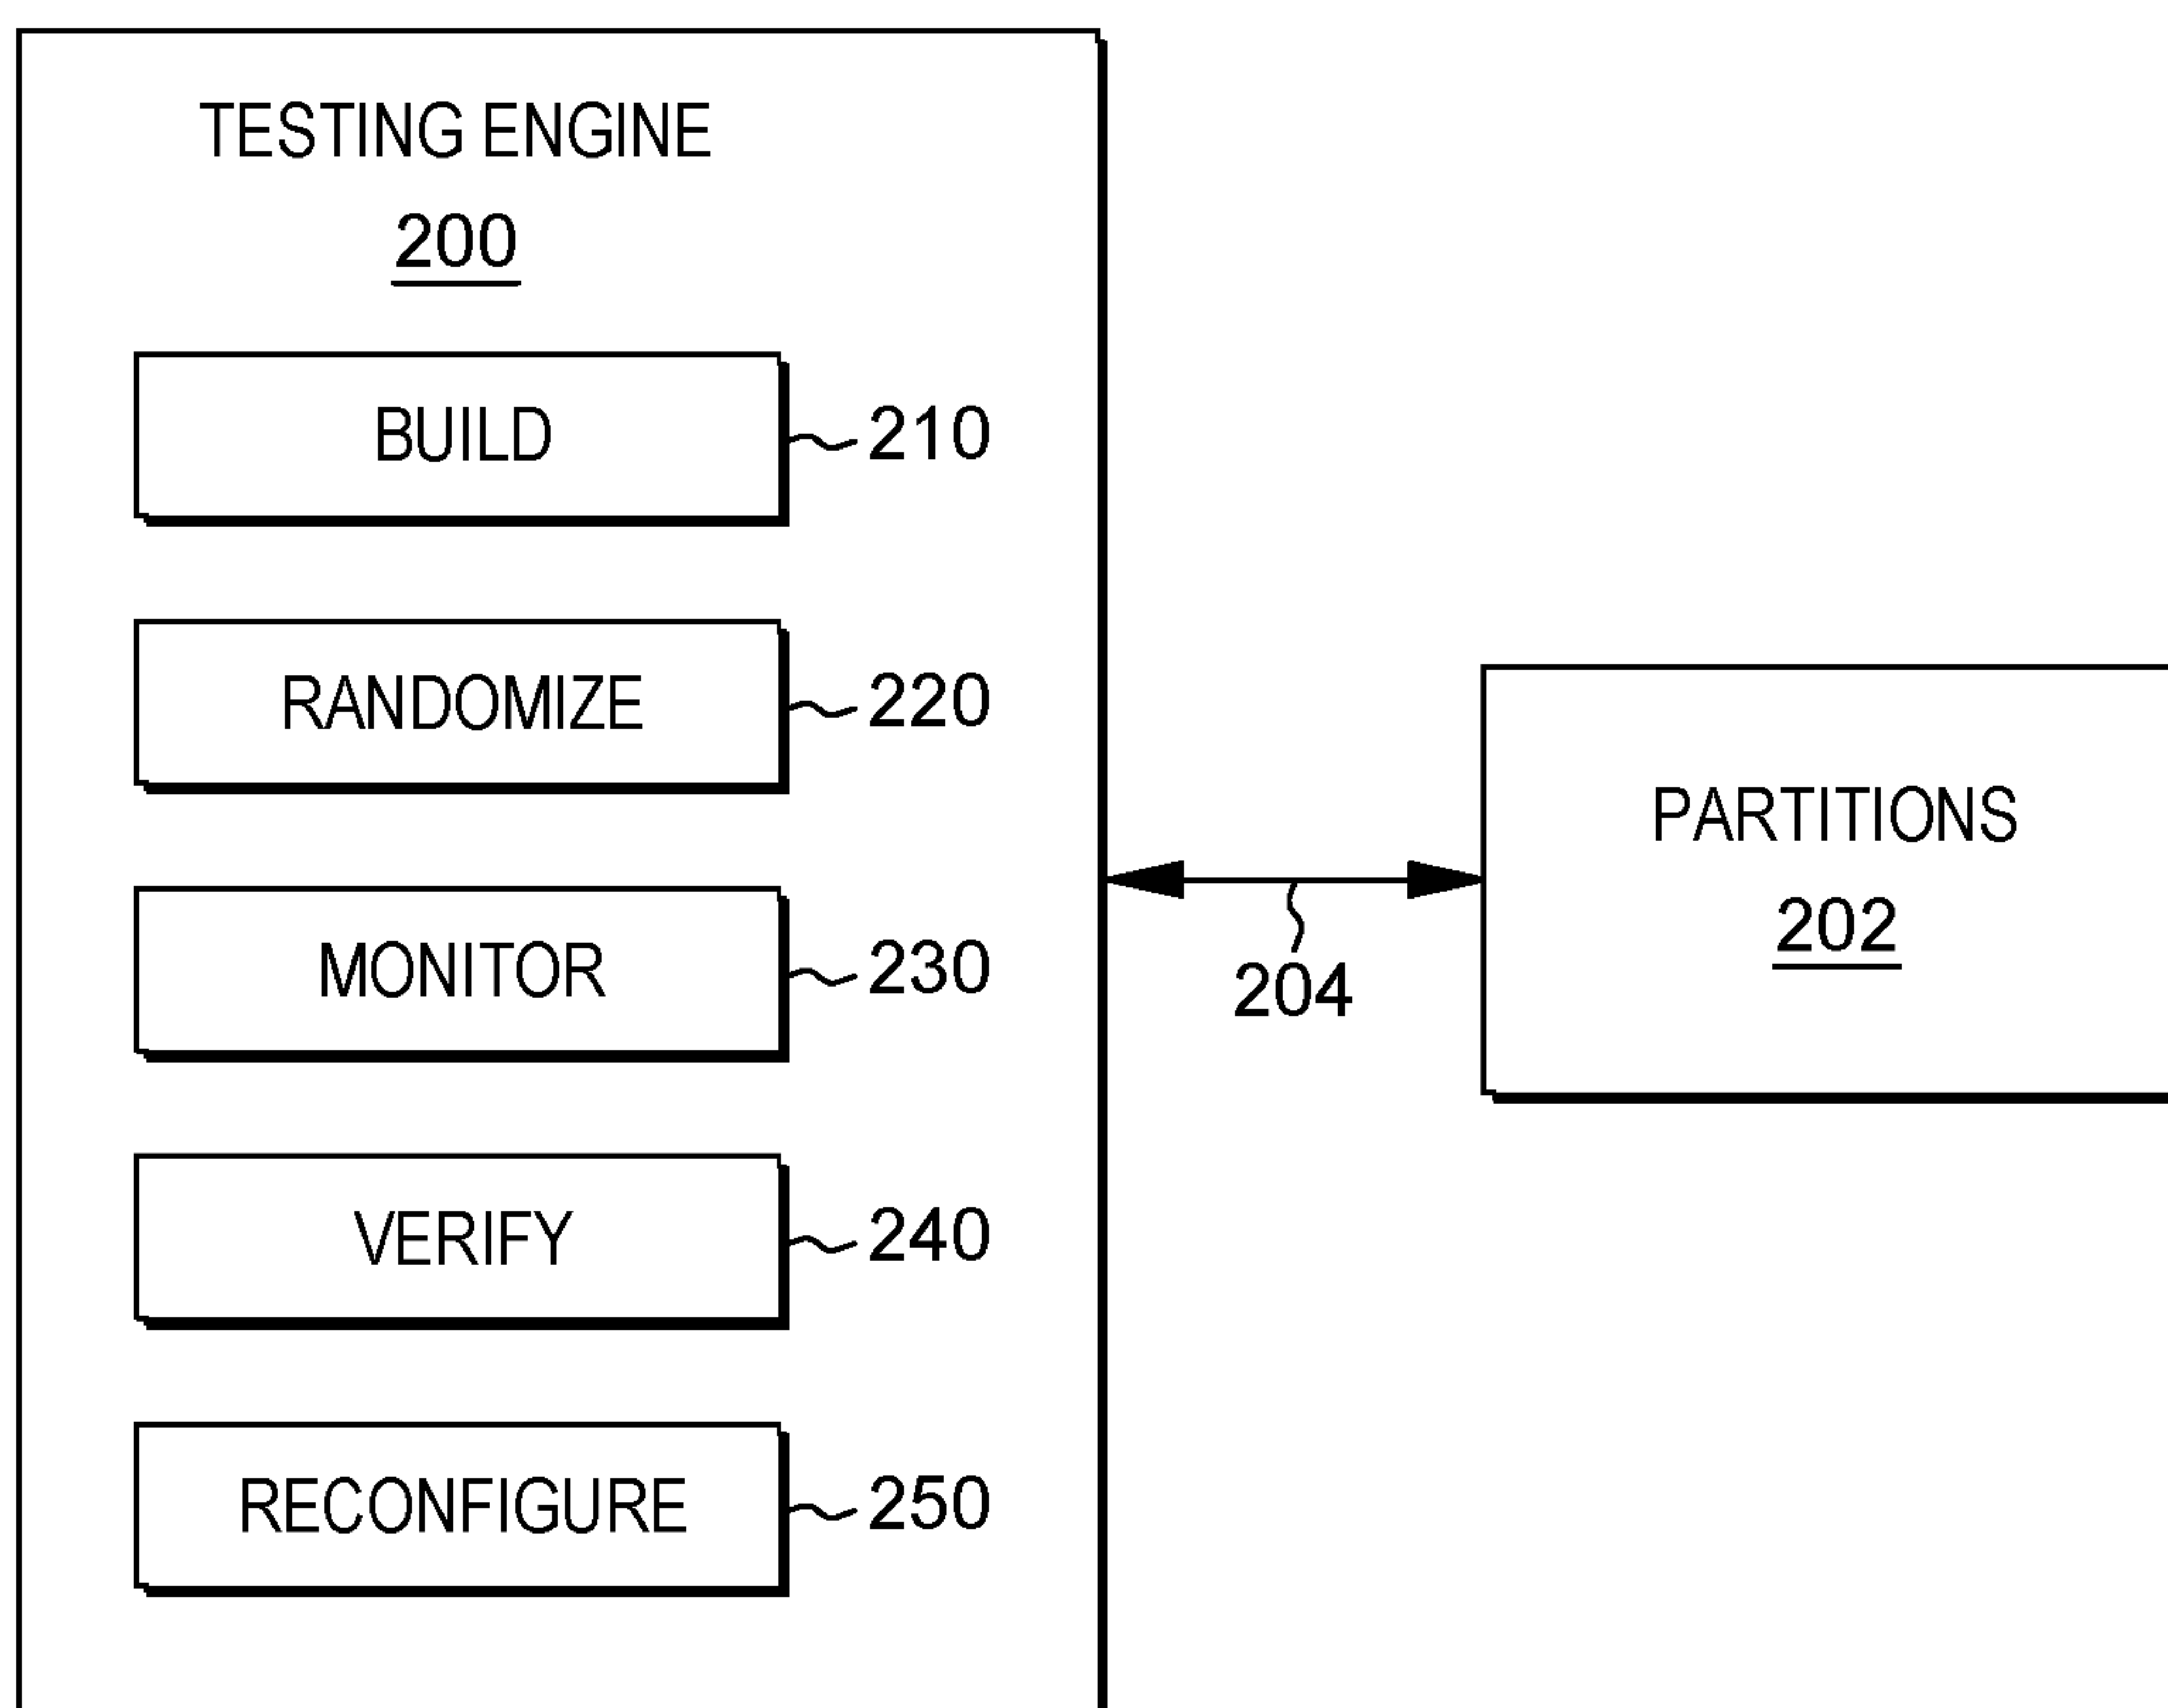 TESTING ENGINE
200
BUILD
210
RANDOMIZE
220
MONITOR
230
VERIFY
240
RECONFIGURE
250
204
PARTITIONS
202